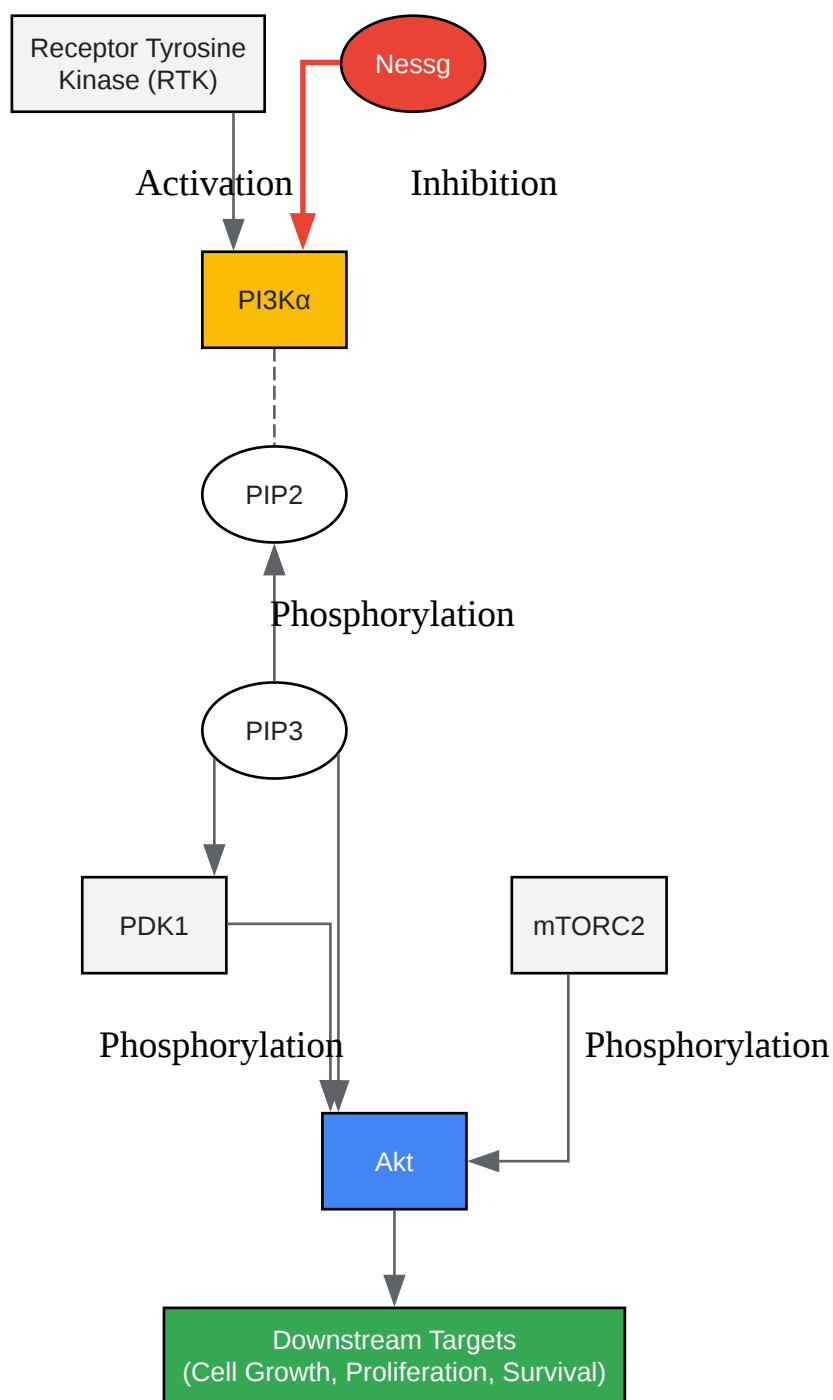 Receptor Tyrosine
Kinase (RTK)
Nessg
Activation
Inhibition
PI3Kα
PIP2
Phosphorylation
PIP3
PDK1
mTORC2
Phosphorylation
Phosphorylation
Akt
Downstream Targets
(Cell Growth, Proliferation, Survival)